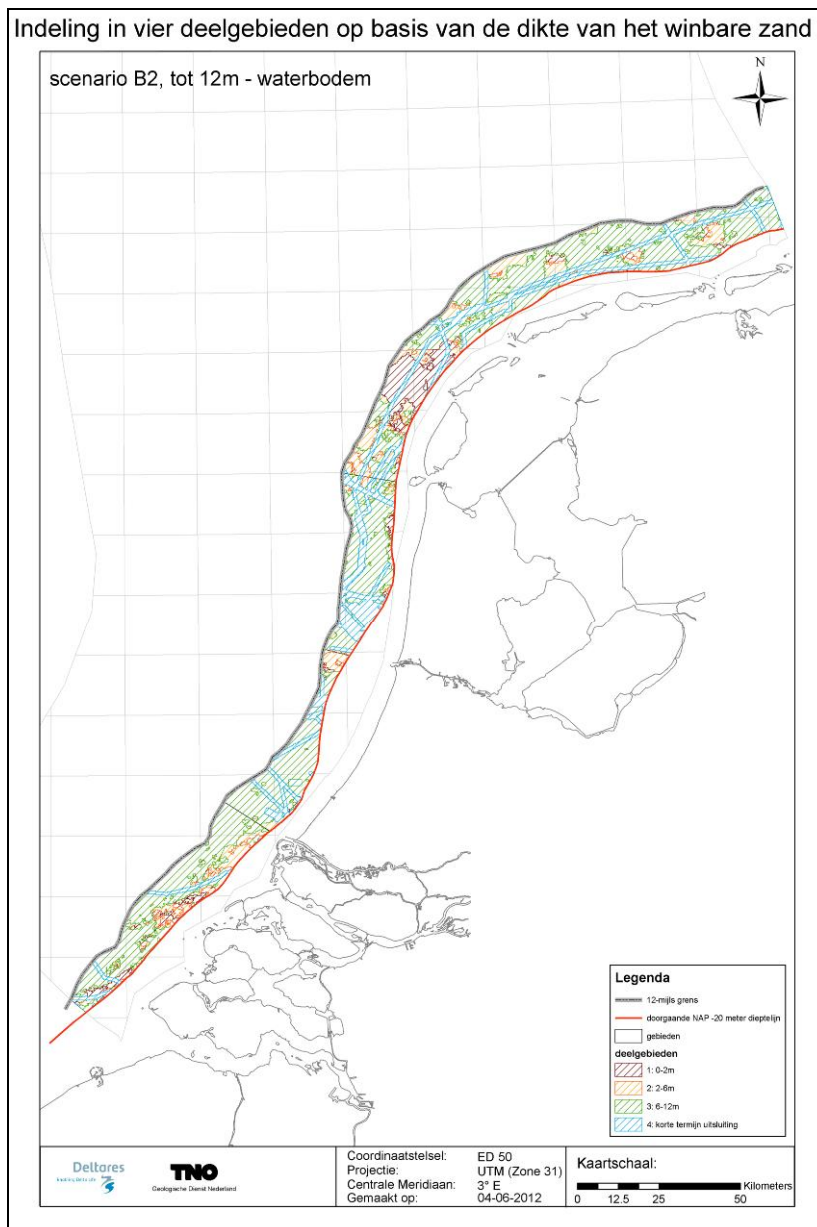 Indeling in vier deelgebieden op basis van de dikte van het winbare zand
scenario B2, tot 12m - waterbodem
N
Legenda
12-mijls grens
doorgaande NAP -20 meter dieptelijn
gebieden
deelgebieden
1: 0-2m
2: 2-6m
3: 6-12m
4: korte termijn uitsluiting
Deltares
Enabling Delta Life
TNO
Geologische Dienst Nederland
Coordinaatstelsel: ED 50
Projectie: UTM (Zone 31)
Centrale Meridiaan: 3° E
Gemaakt op: 04-06-2012
Kaartschaal:
Kilometers
0 12.5 25 50